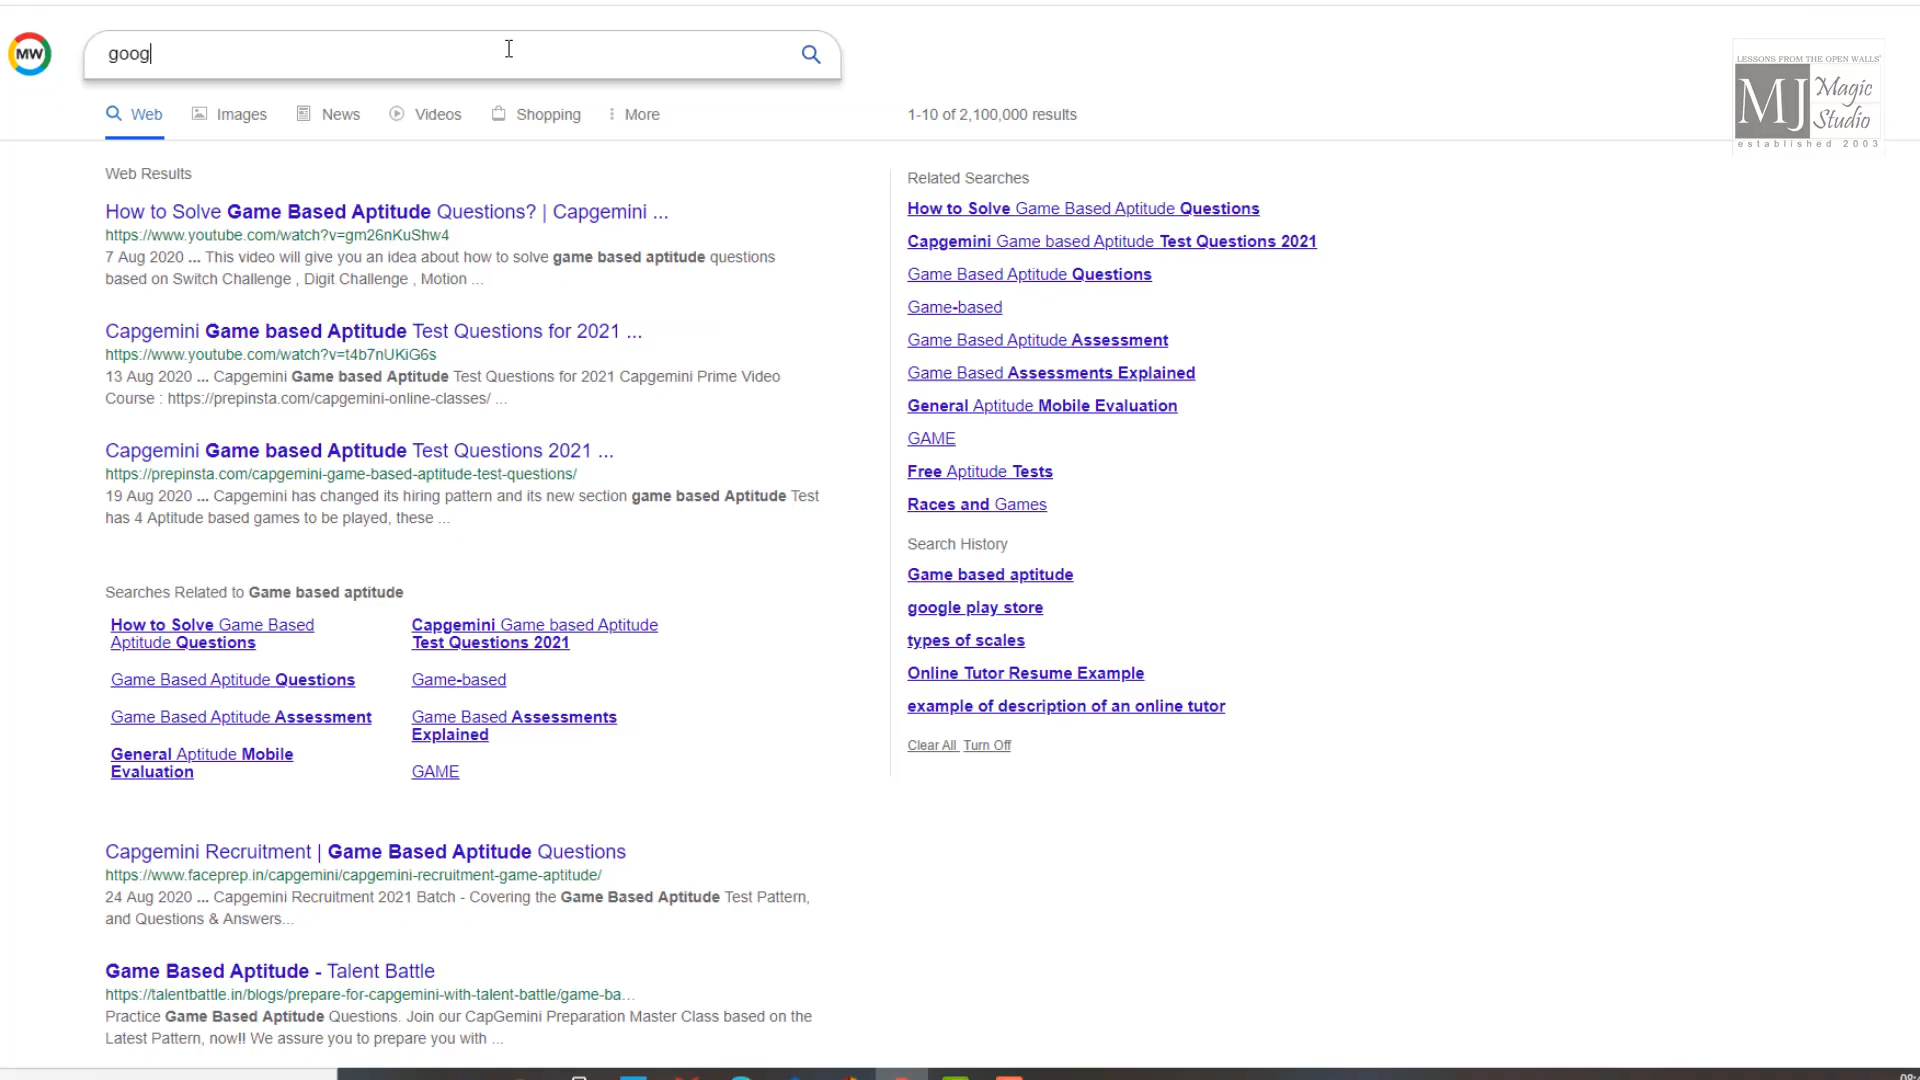 MW
goog
Web
Images
News
Videos
Shopping
More
1-10 of 2,100,000 results
LESSONS FROM THE OPEN WALLS
MJ Magic Studio
established 2003
Web Results
How to Solve Game Based Aptitude Questions? | Capgemini ...
https://www.youtube.com/watch?v=gm26nKuShw4
7 Aug 2020 ... This video will give you an idea about how to solve game based aptitude questions
based on Switch Challenge , Digit Challenge , Motion ...
Capgemini Game based Aptitude Test Questions for 2021 ...
https://www.youtube.com/watch?v=t4b7nUKiG6s
13 Aug 2020 ... Capgemini Game based Aptitude Test Questions for 2021 Capgemini Prime Video
Course : https://prepinsta.com/capgemini-online-classes/ ...
Capgemini Game based Aptitude Test Questions 2021 ...
https://prepinsta.com/capgemini-game-based-aptitude-test-questions/
19 Aug 2020 ... Capgemini has changed its hiring pattern and its new section game based Aptitude Test
has 4 Aptitude based games to be played, these ...
Searches Related to Game based aptitude
How to Solve Game Based
Aptitude Questions
Capgemini Game based Aptitude
Test Questions 2021
Game Based Aptitude Questions
Game-based
Game Based Aptitude Assessment
Game Based Assessments
Explained
General Aptitude Mobile
Evaluation
GAME
Capgemini Recruitment | Game Based Aptitude Questions
https://www.faceprep.in/capgemini/capgemini-recruitment-game-aptitude/
24 Aug 2020 ... Capgemini Recruitment 2021 Batch - Covering the Game Based Aptitude Test Pattern,
and Questions & Answers...
Game Based Aptitude - Talent Battle
https://talentbattle.in/blogs/prepare-for-capgemini-with-talent-battle/game-ba...
Practice Game Based Aptitude Questions. Join our CapGemini Preparation Master Class based on the
Latest Pattern, now!! We assure you to prepare you with ...
Related Searches
How to Solve Game Based Aptitude Questions
Capgemini Game based Aptitude Test Questions 2021
Game Based Aptitude Questions
Game-based
Game Based Aptitude Assessment
Game Based Assessments Explained
General Aptitude Mobile Evaluation
GAME
Free Aptitude Tests
Races and Games
Search History
Game based aptitude
google play store
types of scales
Online Tutor Resume Example
example of description of an online tutor
Clear All Turn Off